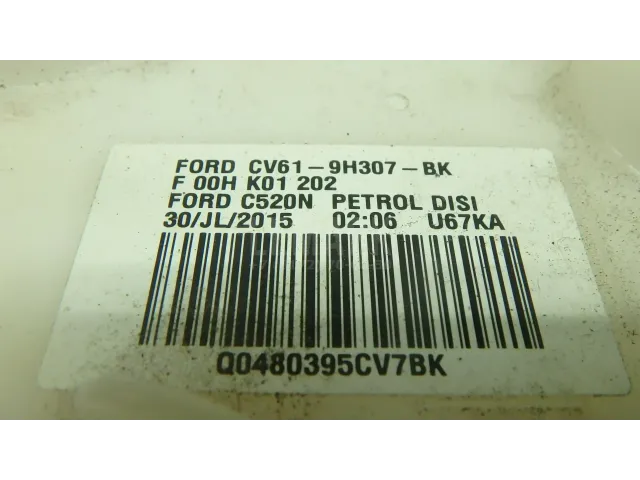 FORD CV61-9H307-BK
F 00H K01 202
FORD C520N PETROL DISI
30/JL/2015 02:06 U67KA
Q0480395CV7BK